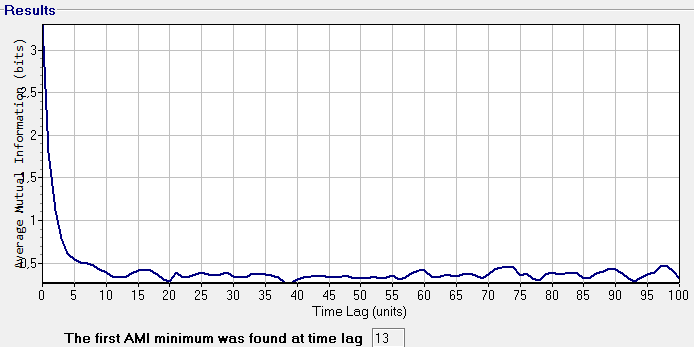 Results
Average Mutual Information (bits)
3
2,5
2
1,5
1
0,5
0 5 10 15 20 25 30 35 40 45 50 55 60 65 70 75 80 85 90 95 100
Time Lag (units)
The first AMI minimum was found at time lag 13